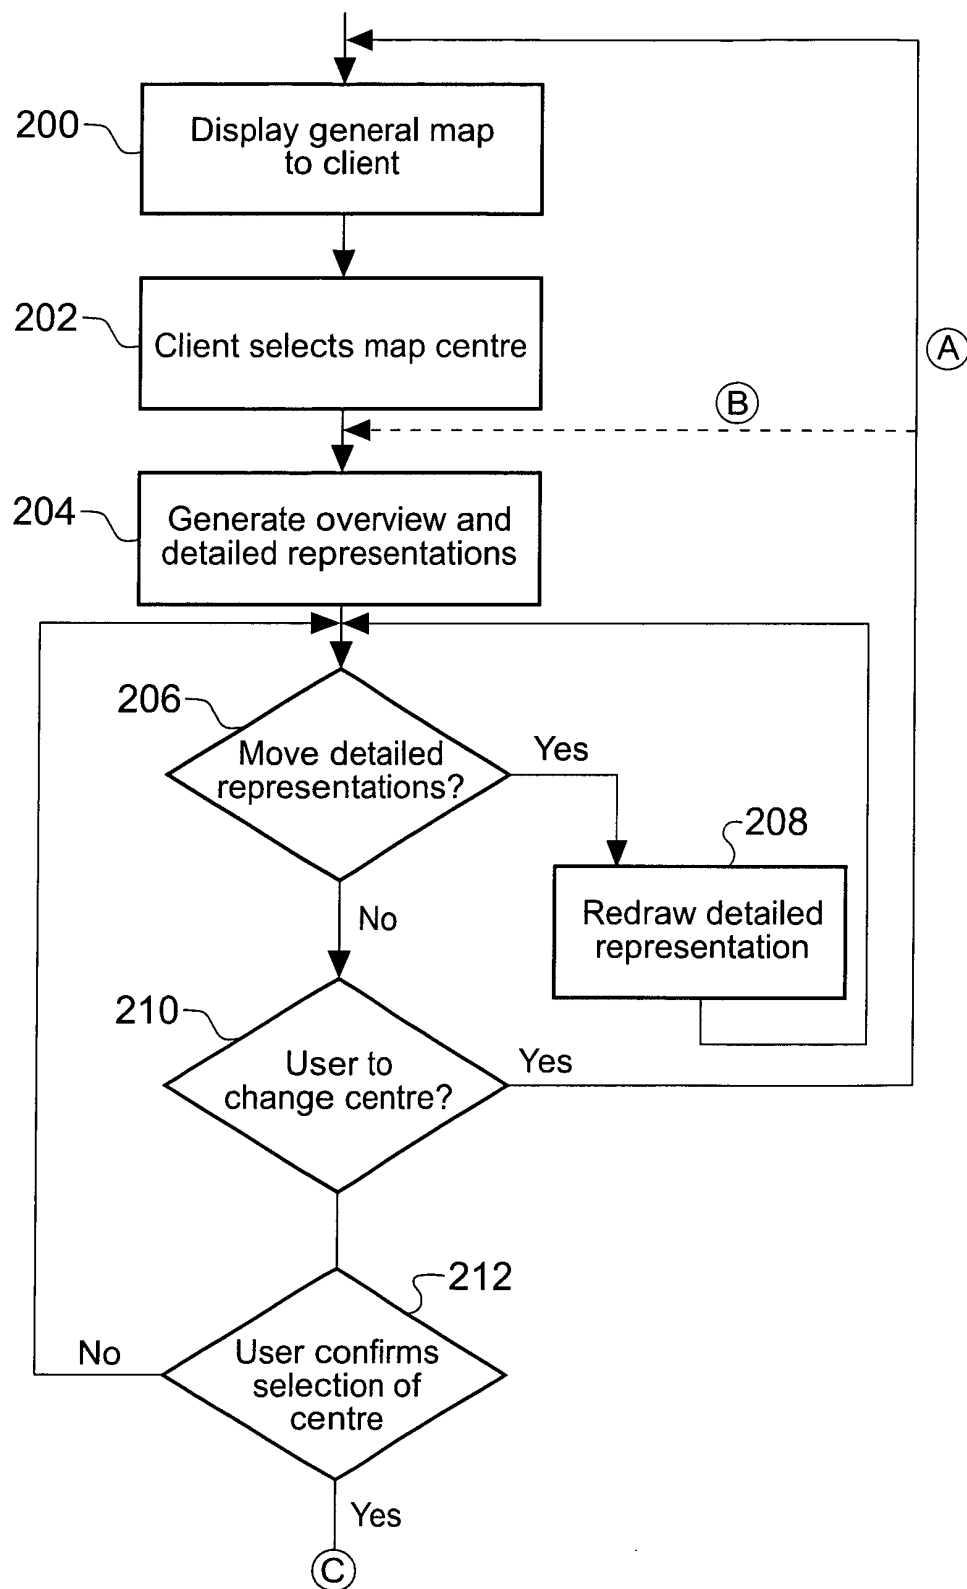 200
Display general map
to client
202
Client selects map centre
A
B
204
Generate overview and
detailed representations
206
Move detailed
representations?
Yes
208
Redraw detailed
representation
No
210
User to
change centre?
Yes
212
User confirms
selection of
centre
No
Yes
C